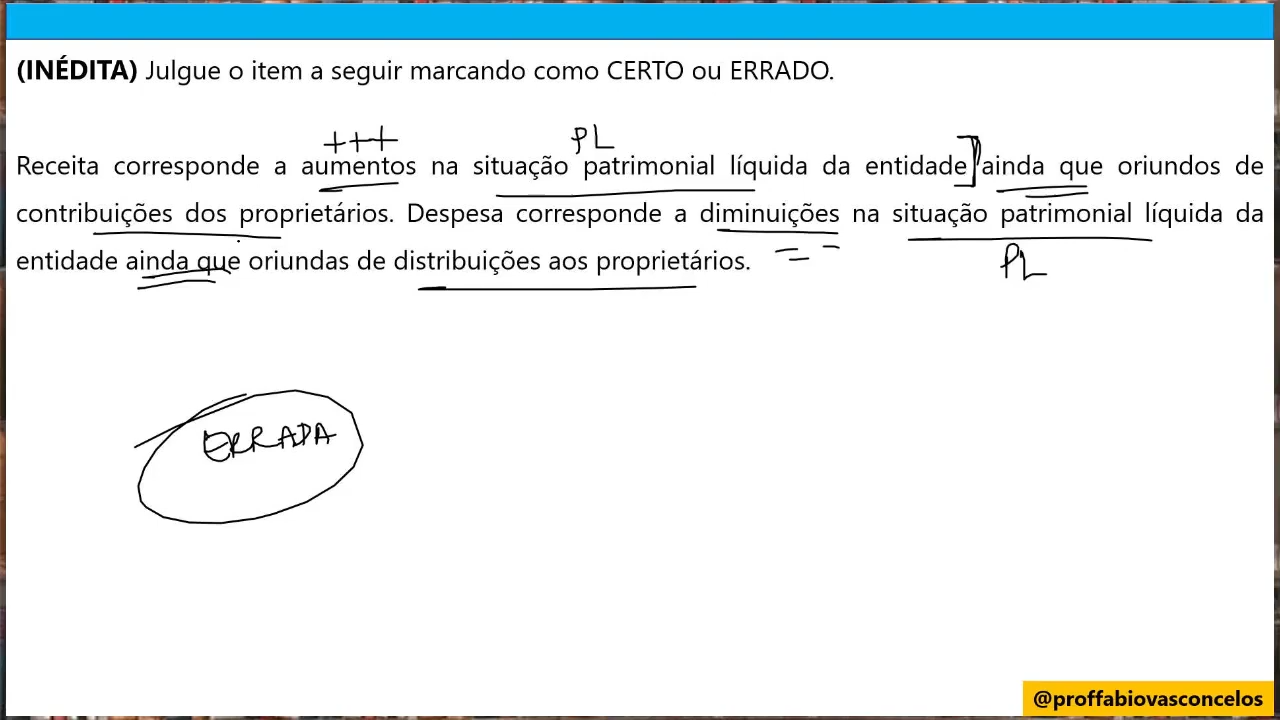 (INÉDITA) Julgue o item a seguir marcando como CERTO ou ERRADO.
+++ PL
Receita corresponde a aumentos na situação patrimonial líquida da entidade ainda que oriundos de
contribuições dos proprietários. Despesa corresponde a diminuições na situação patrimonial líquida da
entidade ainda que oriundas de distribuições aos proprietários.
PL
ERRADA
@proffabiovasconcelos